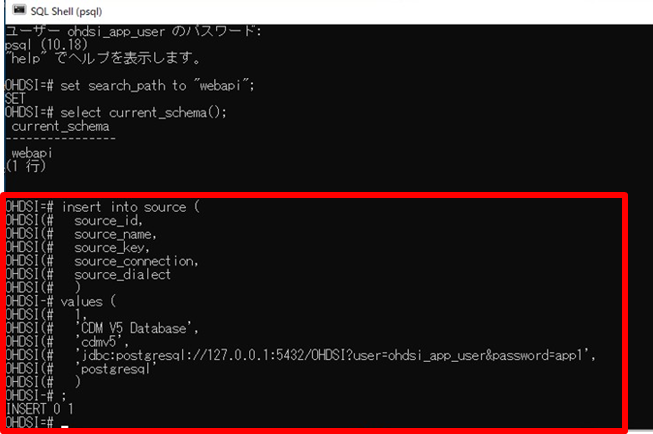 SQL Shell (psql)
ユーザー ohdsi_app_user のパスワード:
psql (10.18)
"help" でヘルプを表示します。
OHDSI=# set search_path to "webapi";
SET
OHDSI=# select current_schema();
current_schema
----------------
webapi
(1 行)
OHDSI=# insert into source (
OHDSI(# source_id,
OHDSI(# source_name,
OHDSI(# source_key,
OHDSI(# source_connection,
OHDSI(# source_dialect
OHDSI(# )
OHDSI-# values (
OHDSI(# 1,
OHDSI(# 'CDM V5 Database',
OHDSI(# 'cdmv5',
OHDSI(# 'jdbc:postgresql://127.0.0.1:5432/OHDSI?user=ohdsi_app_user&password=app1',
OHDSI(# 'postgresql'
OHDSI(# )
OHDSI-# ;
INSERT 0 1
OHDSI=# _